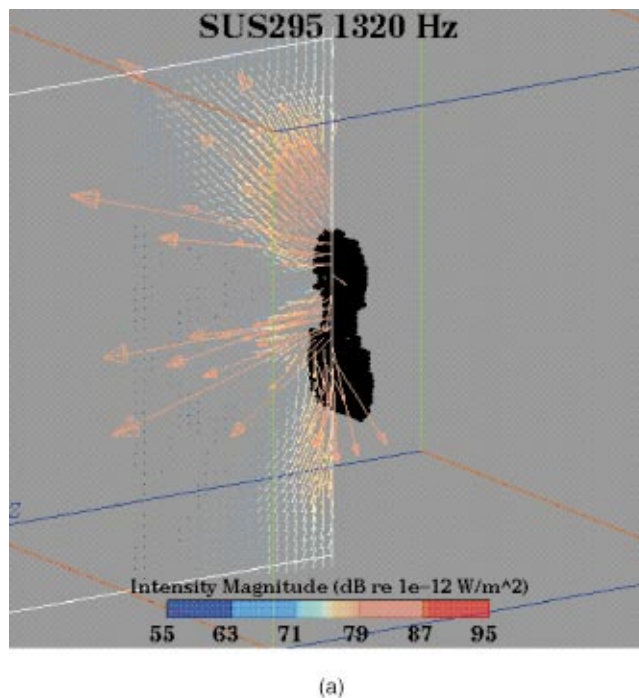 SUS295 1320 Hz
Z
Intensity Magnitude (dB re 1e−12 W/m^2)
55 63 71 79 87 95
(a)